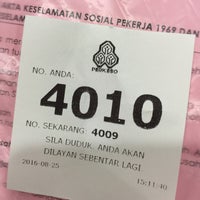 AKTA KESELAMATAN SOSIAL PEKERJA 1969 DAN
PERKESO
NO. ANDA:
4010
NO. SEKARANG: 4009
SILA DUDUK. ANDA AKAN
DILAYAN SEBENTAR LAGI
2016-08-25 15:11:40